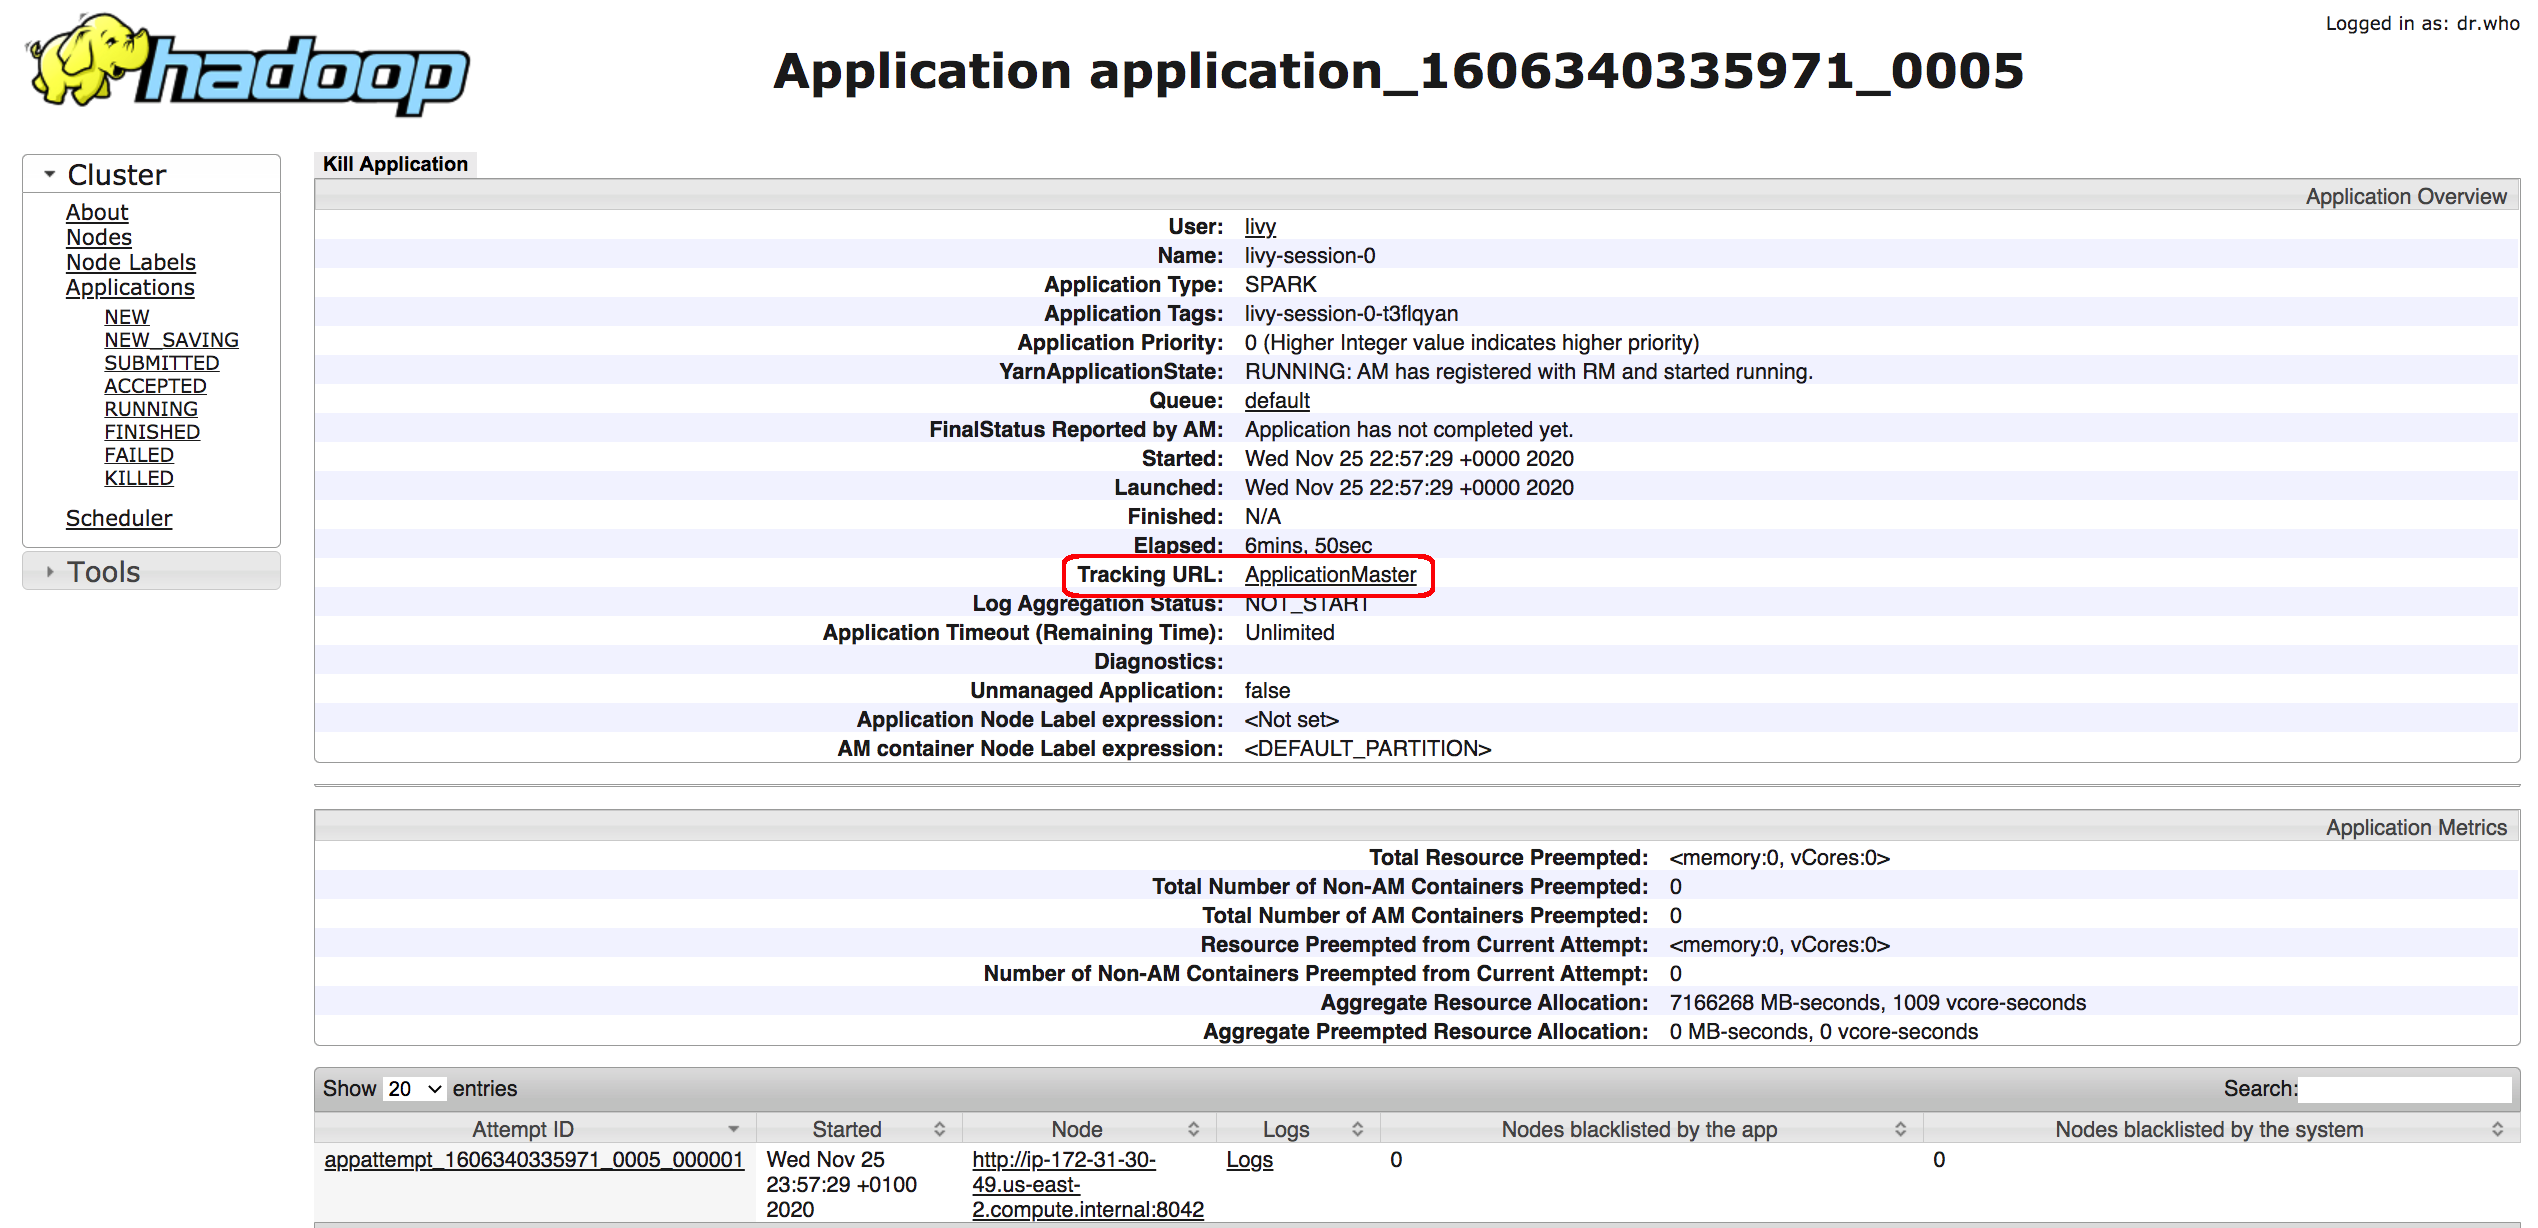 hadoop
Logged in as: dr.who
Application application_1606340335971_0005
Cluster
About
Nodes
Node Labels
Applications
NEW
NEW_SAVING
SUBMITTED
ACCEPTED
RUNNING
FINISHED
FAILED
KILLED
Scheduler
Tools
Kill Application
Application Overview
User: livy
Name: livy-session-0
Application Type: SPARK
Application Tags: livy-session-0-t3flqyan
Application Priority: 0 (Higher Integer value indicates higher priority)
YarnApplicationState: RUNNING: AM has registered with RM and started running.
Queue: default
FinalStatus Reported by AM: Application has not completed yet.
Started: Wed Nov 25 22:57:29 +0000 2020
Launched: Wed Nov 25 22:57:29 +0000 2020
Finished: N/A
Elapsed: 6mins, 50sec
Tracking URL: ApplicationMaster
Log Aggregation Status: NOT_START
Application Timeout (Remaining Time): Unlimited
Diagnostics:
Unmanaged Application: false
Application Node Label expression: <Not set>
AM container Node Label expression: <DEFAULT_PARTITION>
Application Metrics
Total Resource Preempted: <memory:0, vCores:0>
Total Number of Non-AM Containers Preempted: 0
Total Number of AM Containers Preempted: 0
Resource Preempted from Current Attempt: <memory:0, vCores:0>
Number of Non-AM Containers Preempted from Current Attempt: 0
Aggregate Resource Allocation: 7166268 MB-seconds, 1009 vcore-seconds
Aggregate Preempted Resource Allocation: 0 MB-seconds, 0 vcore-seconds
Show 20 entries Search:
Attempt ID Started Node Logs Nodes blacklisted by the app Nodes blacklisted by the system
appattempt_1606340335971_0005_000001 Wed Nov 25 http://ip-172-31-30- Logs 0 0
23:57:29 +0100 49.us-east-
2020 2.compute.internal:8042